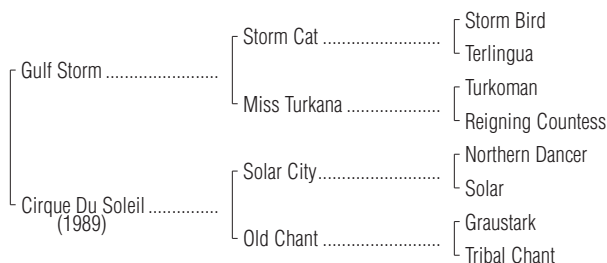 Storm Bird
Storm Cat ........................
Terlingua
Gulf Storm .......................
Turkoman
Miss Turkana ...................
Reigning Countess
Northern Dancer
Solar City.........................
Solar
Cirque Du Soleil ..............
(1989)
Graustark
Old Chant ........................
Tribal Chant